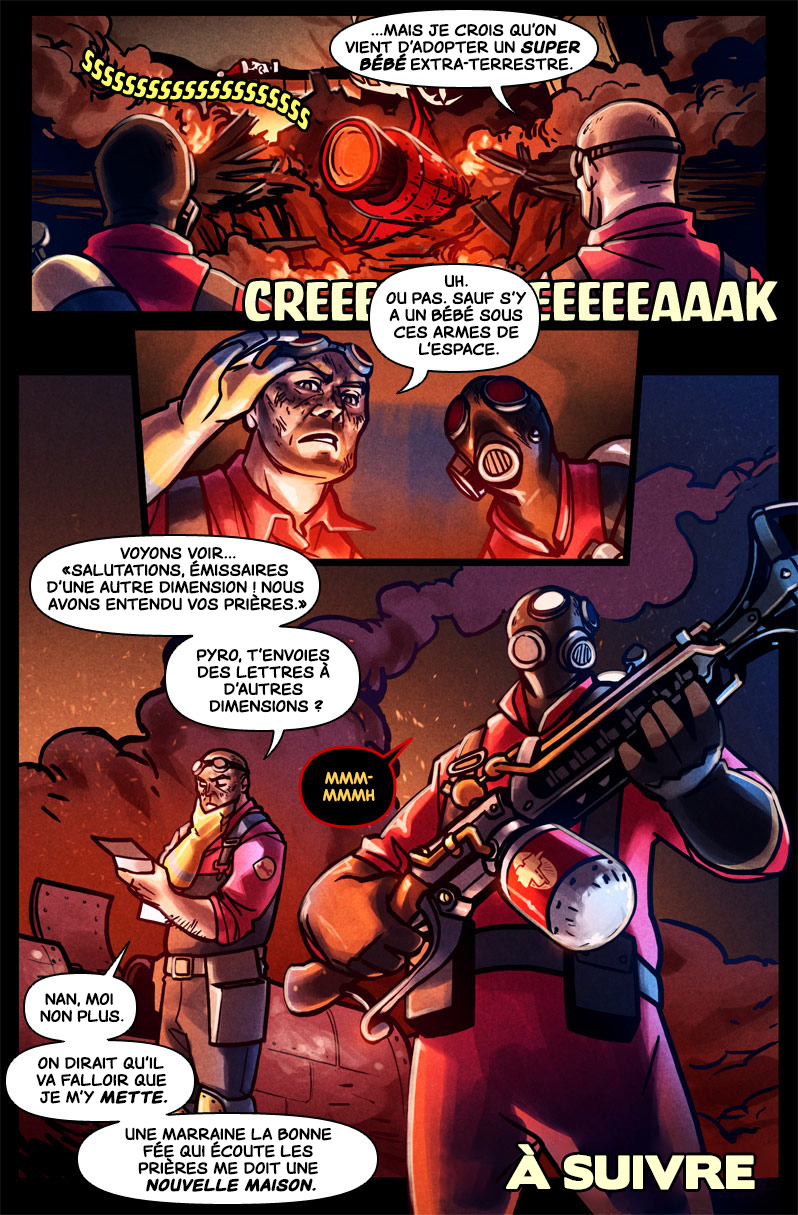 ...MAIS JE CROIS QU'ON
VIENT D'ADOPTER UN SUPER
BÉBÉ EXTRA-TERRESTRE.
SSSSSSSSSSSSSSSSSSSS
UH.
OU PAS. SAUF S'Y
A UN BÉBÉ SOUS
CES ARMES DE
L'ESPACE.
CREEE EEEEEEAAAK
VOYONS VOIR...
«SALUTATIONS, ÉMISSAIRES
D'UNE AUTRE DIMENSION ! NOUS
AVONS ENTENDU VOS PRIÈRES.»
PYRO, T'ENVOIES
DES LETTRES À
D'AUTRES
DIMENSIONS ?
MMM-
MMMH
NAN, MOI
NON PLUS.
ON DIRAIT QU'IL
VA FALLOIR QUE
JE M'Y METTE.
UNE MARRAINE LA BONNE
FÉE QUI ÉCOUTE LES
PRIÈRES ME DOIT UNE
NOUVELLE MAISON.
À SUIVRE